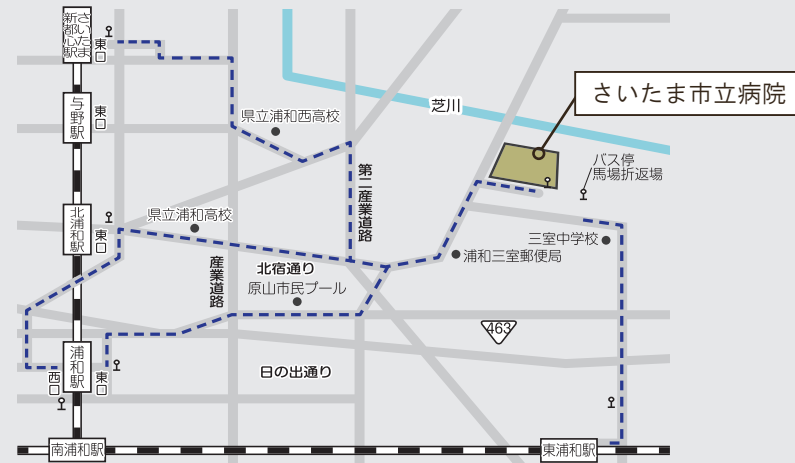 さいたま
新都心駅
東口
与野駅
東口
北浦和駅
東口
浦和駅
西口
東口
南浦和駅
東浦和駅
県立浦和西高校
県立浦和高校
第二産業道路
産業道路
北宿通り
原山市民プール
日の出通り
463
芝川
さいたま市立病院
バス停
馬場折返場
三室中学校
浦和三室郵便局